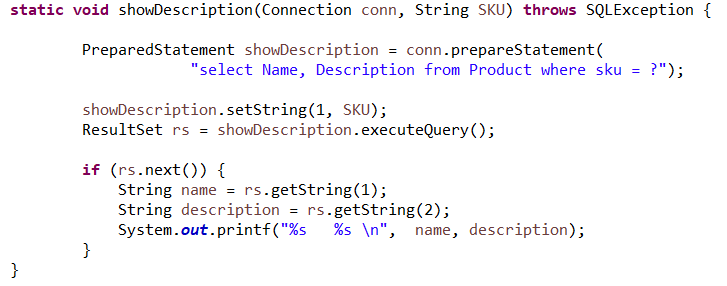 static void showDescription(Connection conn, String SKU) throws SQLException {
PreparedStatement showDescription = conn.prepareStatement(
"select Name, Description from Product where sku = ?");
showDescription.setString(1, SKU);
ResultSet rs = showDescription.executeQuery();
if (rs.next()) {
String name = rs.getString(1);
String description = rs.getString(2);
System.out.printf("%s   %s \n",  name, description);
}
}